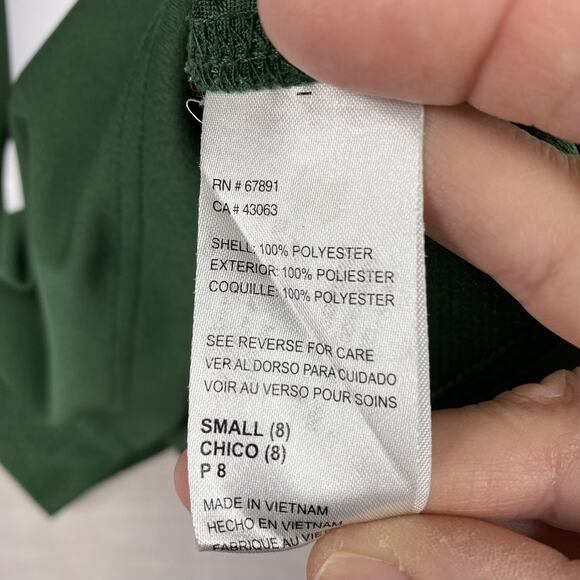 RN # 67891
CA # 43063
SHELL: 100% POLYESTER
EXTERIOR: 100% POLIESTER
COQUILLE: 100% POLYESTER
SEE REVERSE FOR CARE
VER AL DORSO PARA CUIDADO
VOIR AU VERSO POUR SOINS
SMALL (8)
CHICO (8)
P 8
MADE IN VIETNAM
HECHO EN VIETNAM
FABRIQUE AU